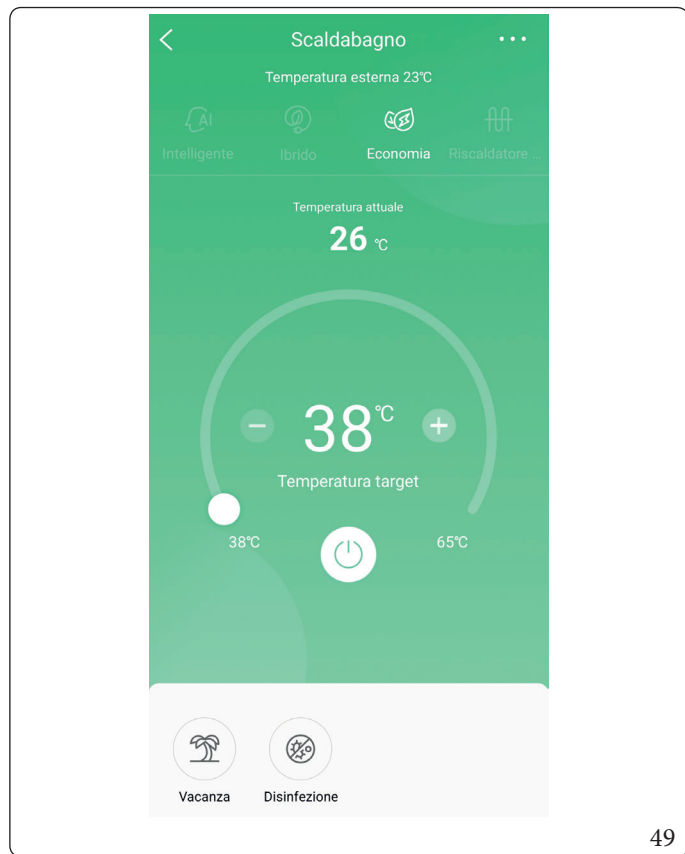 Scaldabagno
Temperatura esterna 23℃
AI
Intelligente Ibrido Economia Riscaldatore ...
Temperatura attuale
26 ℃
38℃
Temperatura target
38℃ 65℃
Vacanza Disinfezione
49